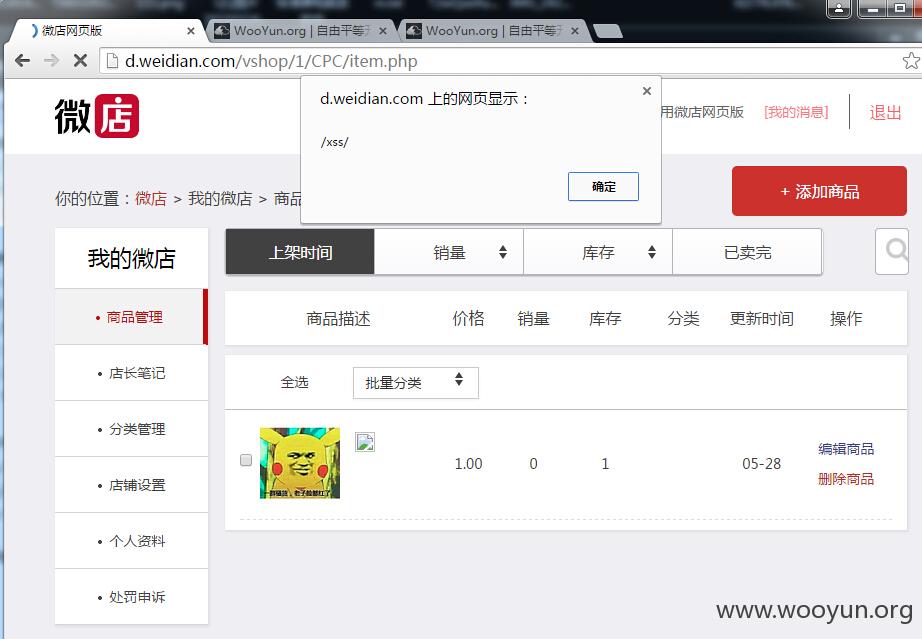 微店网页版
WooYun.org | 自由平等
WooYun.org | 自由平等
d.weidian.com/vshop/1/CPC/item.php
d.weidian.com 上的网页显示：
/xss/
确定
微店
用微店网页版
[我的消息]
退出
你的位置：微店 > 我的微店 > 商品
+ 添加商品
我的微店
• 商品管理
• 店长笔记
• 分类管理
• 店铺设置
• 个人资料
• 处罚申诉
上架时间
销量
库存
已卖完
商品描述
价格
销量
库存
分类
更新时间
操作
全选
批量分类
1.00
0
1
05-28
编辑商品
删除商品
www.wooyun.org